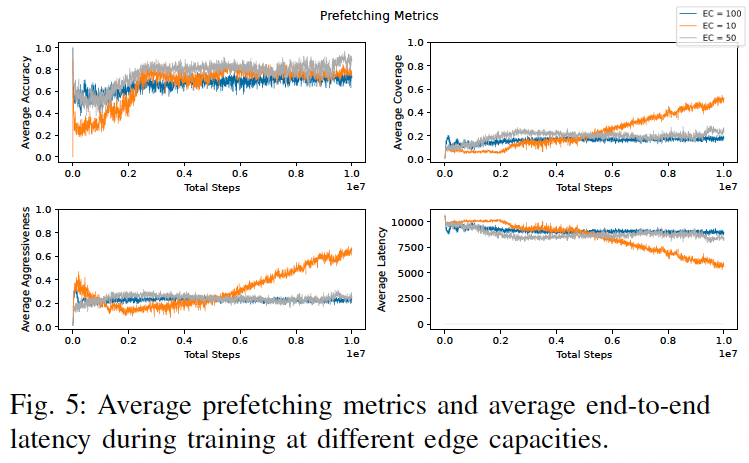 Prefetching Metrics
EC = 100
EC = 10
EC = 50
Average Accuracy
1.0
0.8
0.6
0.4
0.2
0.0
0.0 0.2 0.4 0.6 0.8 1.0
Total Steps
1e7
Average Coverage
1.0
0.8
0.6
0.4
0.2
0.0
0.0 0.2 0.4 0.6 0.8 1.0
Total Steps
1e7
Average Aggressiveness
1.0
0.8
0.6
0.4
0.2
0.0
0.0 0.2 0.4 0.6 0.8 1.0
Total Steps
1e7
Average Latency
10000
7500
5000
2500
0
0.0 0.2 0.4 0.6 0.8 1.0
Total Steps
1e7
Fig. 5: Average prefetching metrics and average end-to-end
latency during training at different edge capacities.